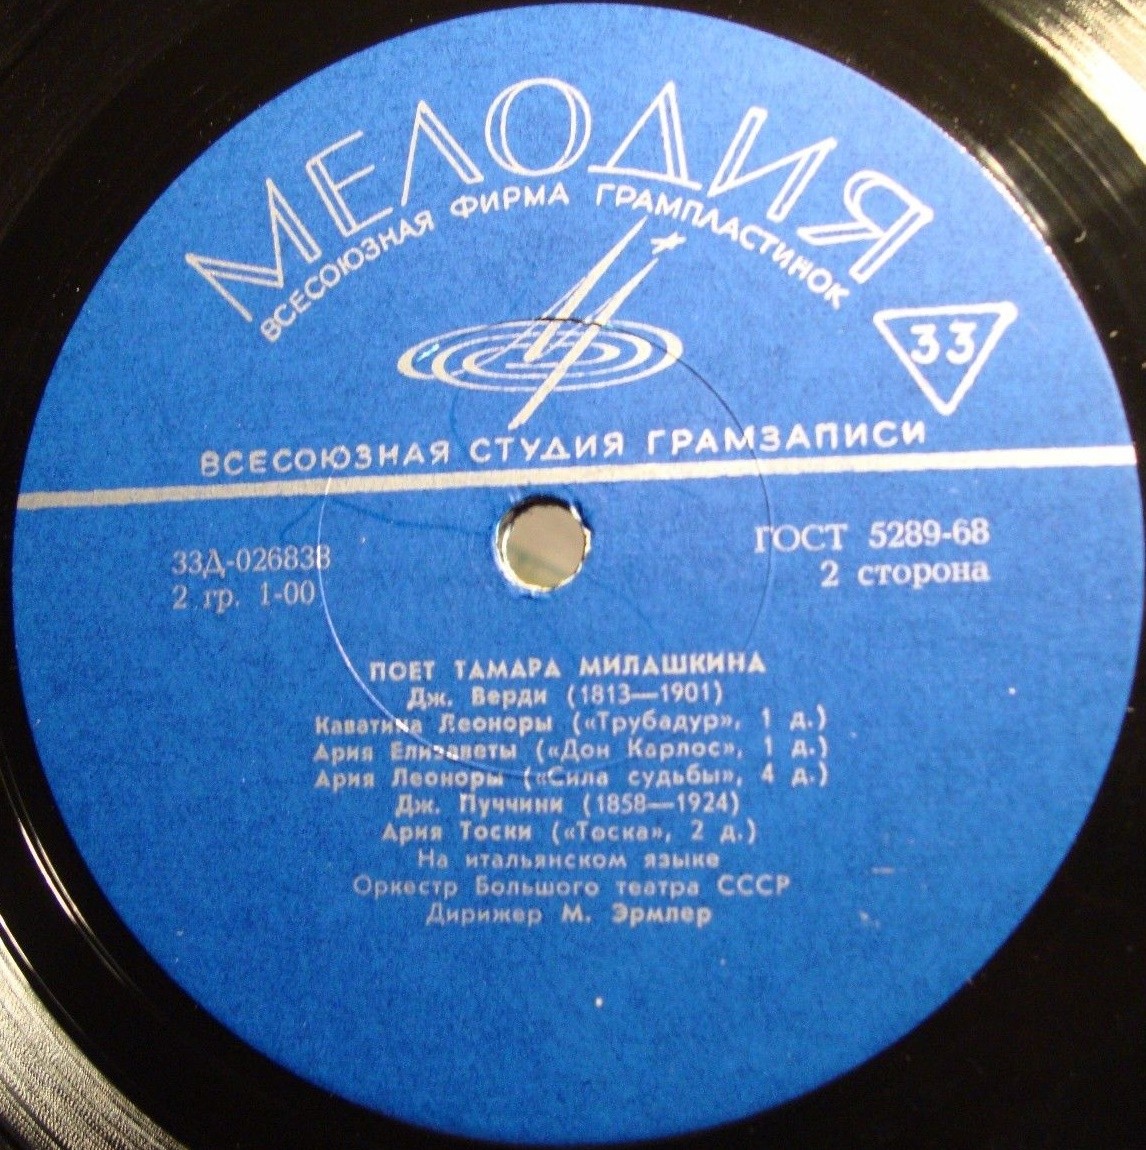 МЕЛОДИЯ
ВСЕСОЮЗНАЯ ФИРМА ГРАМПЛАСТИНОК
33
ВСЕСОЮЗНАЯ СТУДИЯ ГРАМЗАПИСИ
33Д-026838
2 гр. 1-00
ГОСТ 5289-68
2 сторона
ПОЕТ ТАМАРА МИЛАШКИНА
Дж. Верди (1813—1901)
Каватина Леоноры («Трубадур», 1 д.)
Ария Елизаветы («Дон Карлос», 1 д.)
Ария Леоноры («Сила судьбы», 4 д.)
Дж. Пуччини (1858—1924)
Ария Тоски («Тоска», 2 д.)
На итальянском языке
Оркестр Большого театра СССР
Дирижер М. Эрмлер